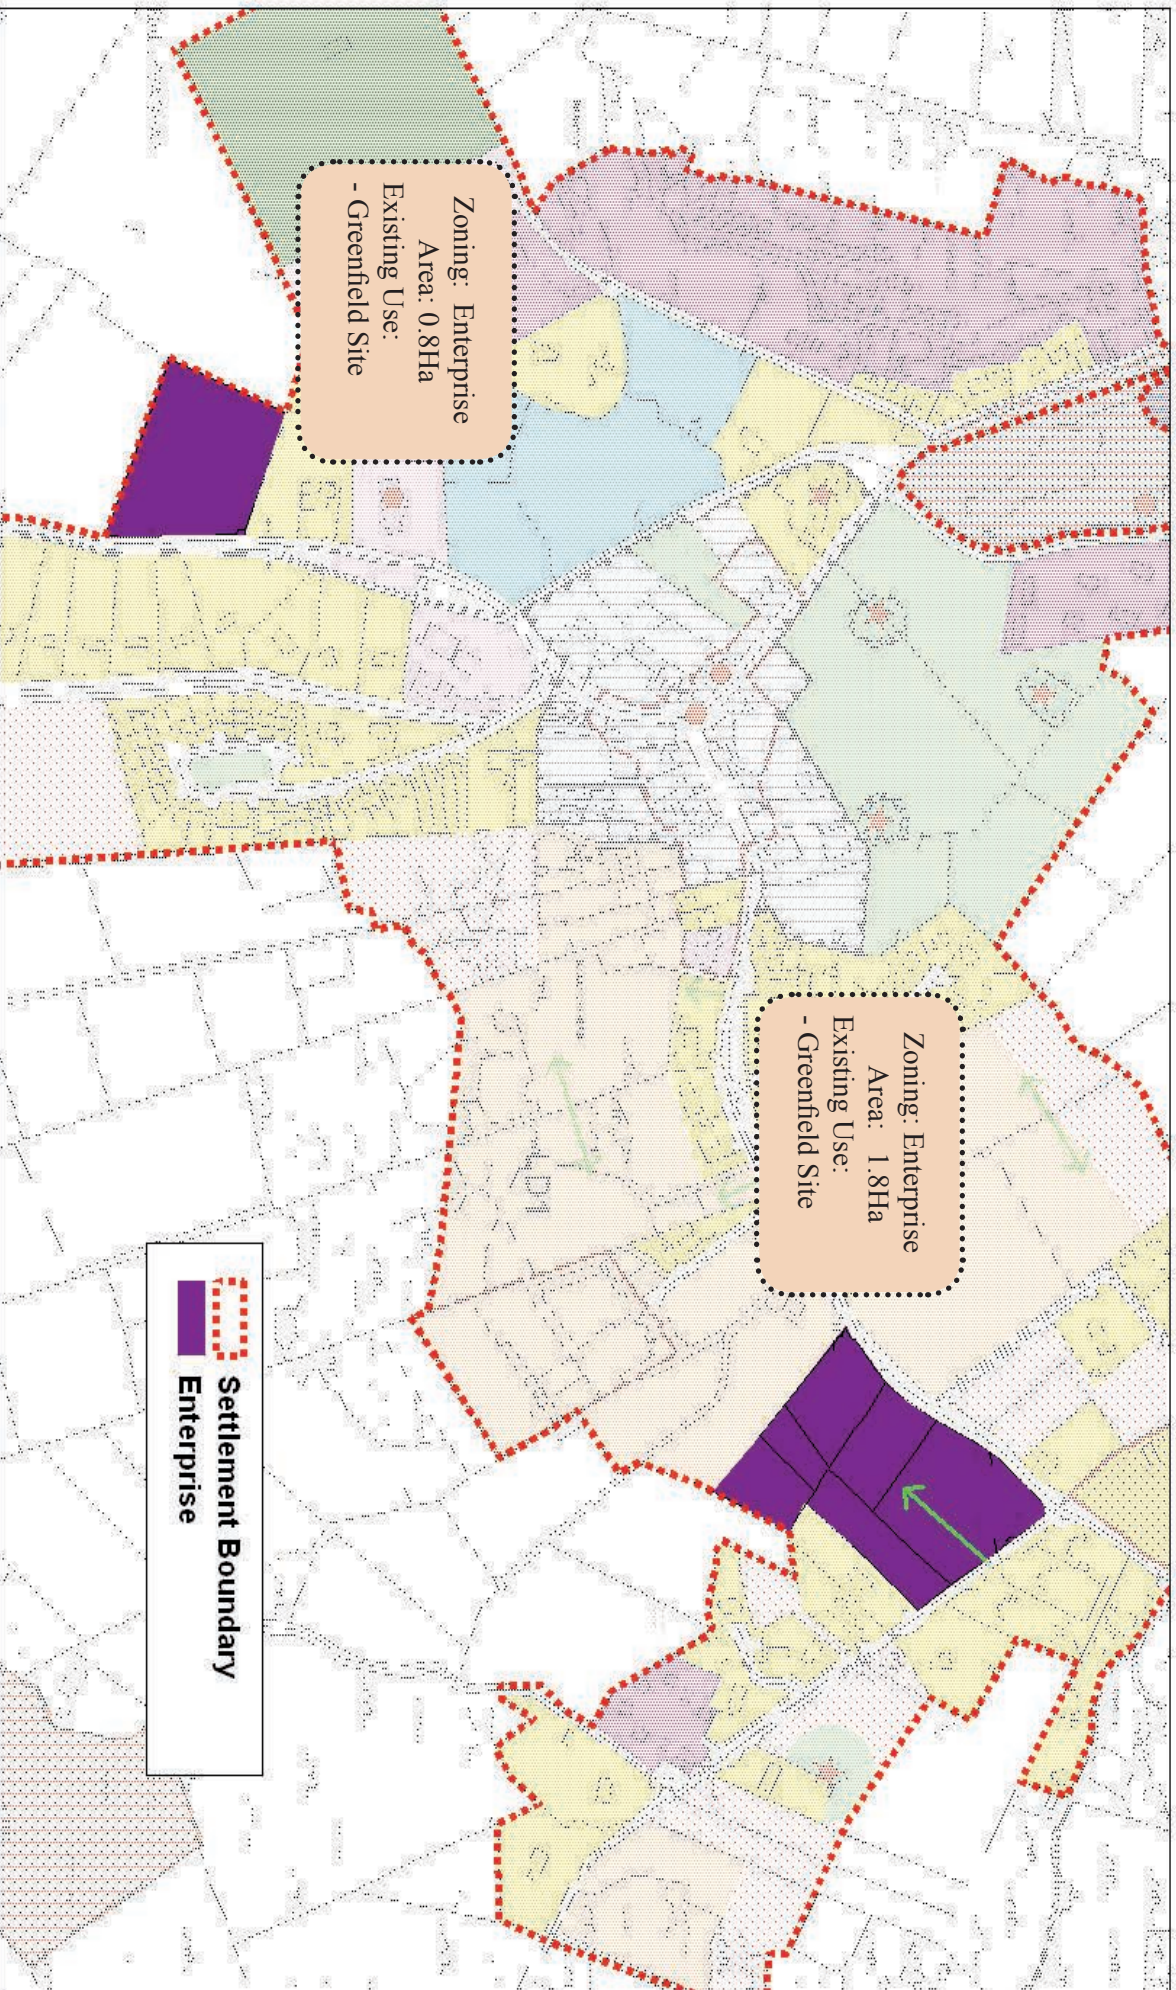 Zoning: Enterprise
Area: 0.8Ha
Existing Use:
- Greenfield Site
Zoning: Enterprise
Area: 1.8Ha
Existing Use:
- Greenfield Site
Settlement Boundary
Enterprise